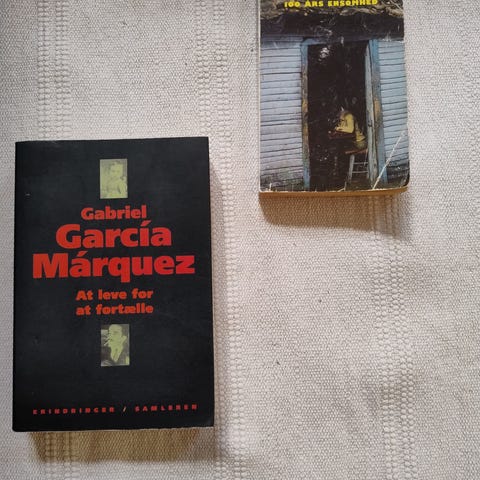 100 ÅRS ENSOMHED
Gabriel
García
Márquez
At leve for
at fortælle
ERINDRINGER / SAMLEREN